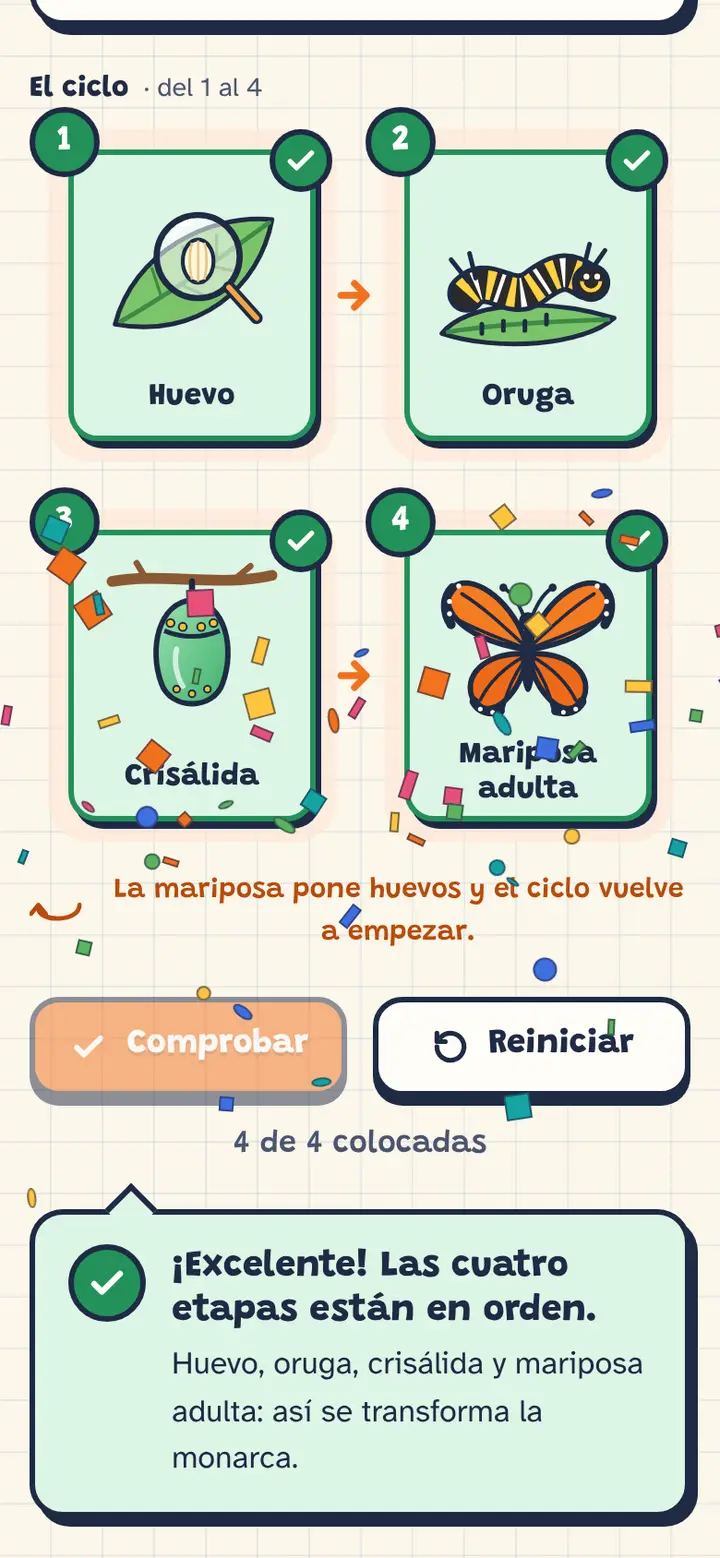 El ciclo · del 1 al 4
1
2
Huevo
Oruga
3
4
Crisálida
Mariposa
adulta
La mariposa pone huevos y el ciclo vuelve
a empezar.
Comprobar
Reiniciar
4 de 4 colocadas
¡Excelente! Las cuatro
etapas están en orden.
Huevo, oruga, crisálida y mariposa
adulta: así se transforma la
monarca.